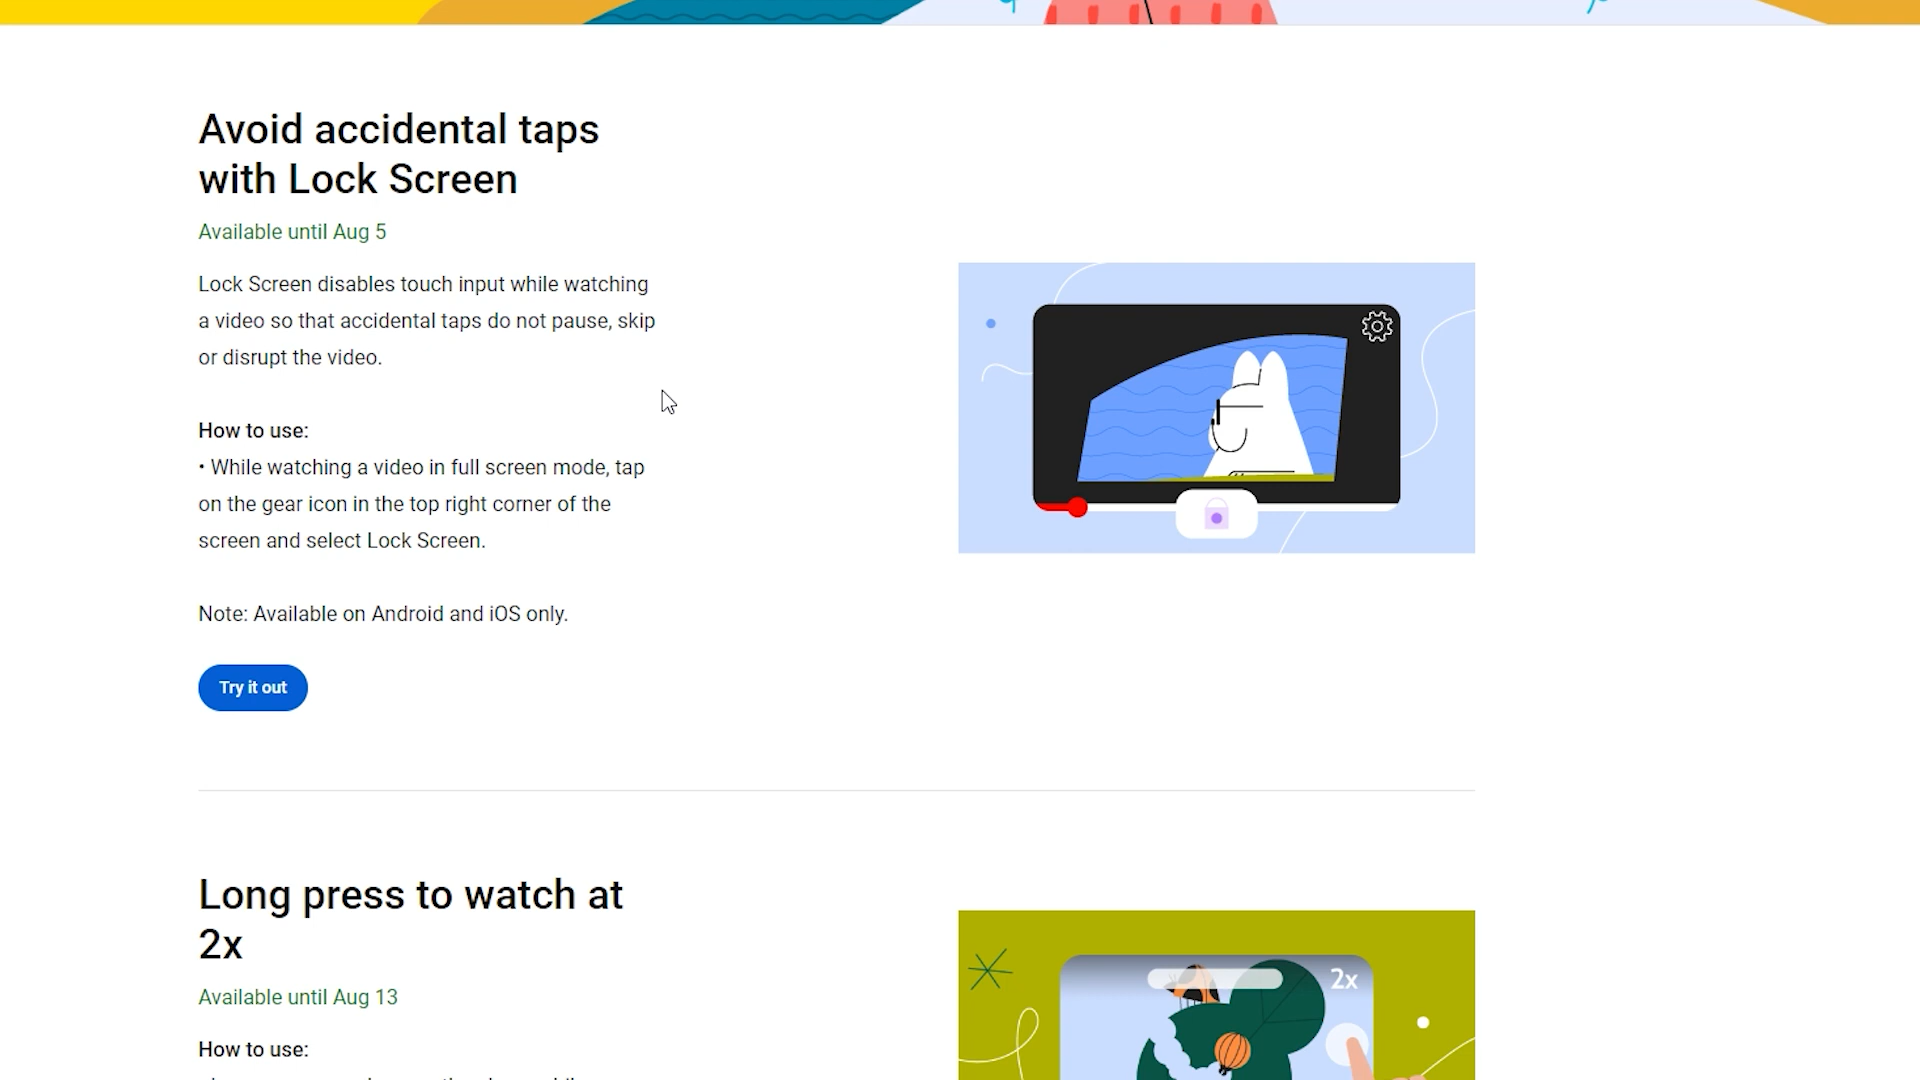 Avoid accidental taps
with Lock Screen
Available until Aug 5
Lock Screen disables touch input while watching
a video so that accidental taps do not pause, skip
or disrupt the video.
How to use:
• While watching a video in full screen mode, tap
on the gear icon in the top right corner of the
screen and select Lock Screen.
Note: Available on Android and iOS only.
Try it out
Long press to watch at
2x
Available until Aug 13
2x
How to use: